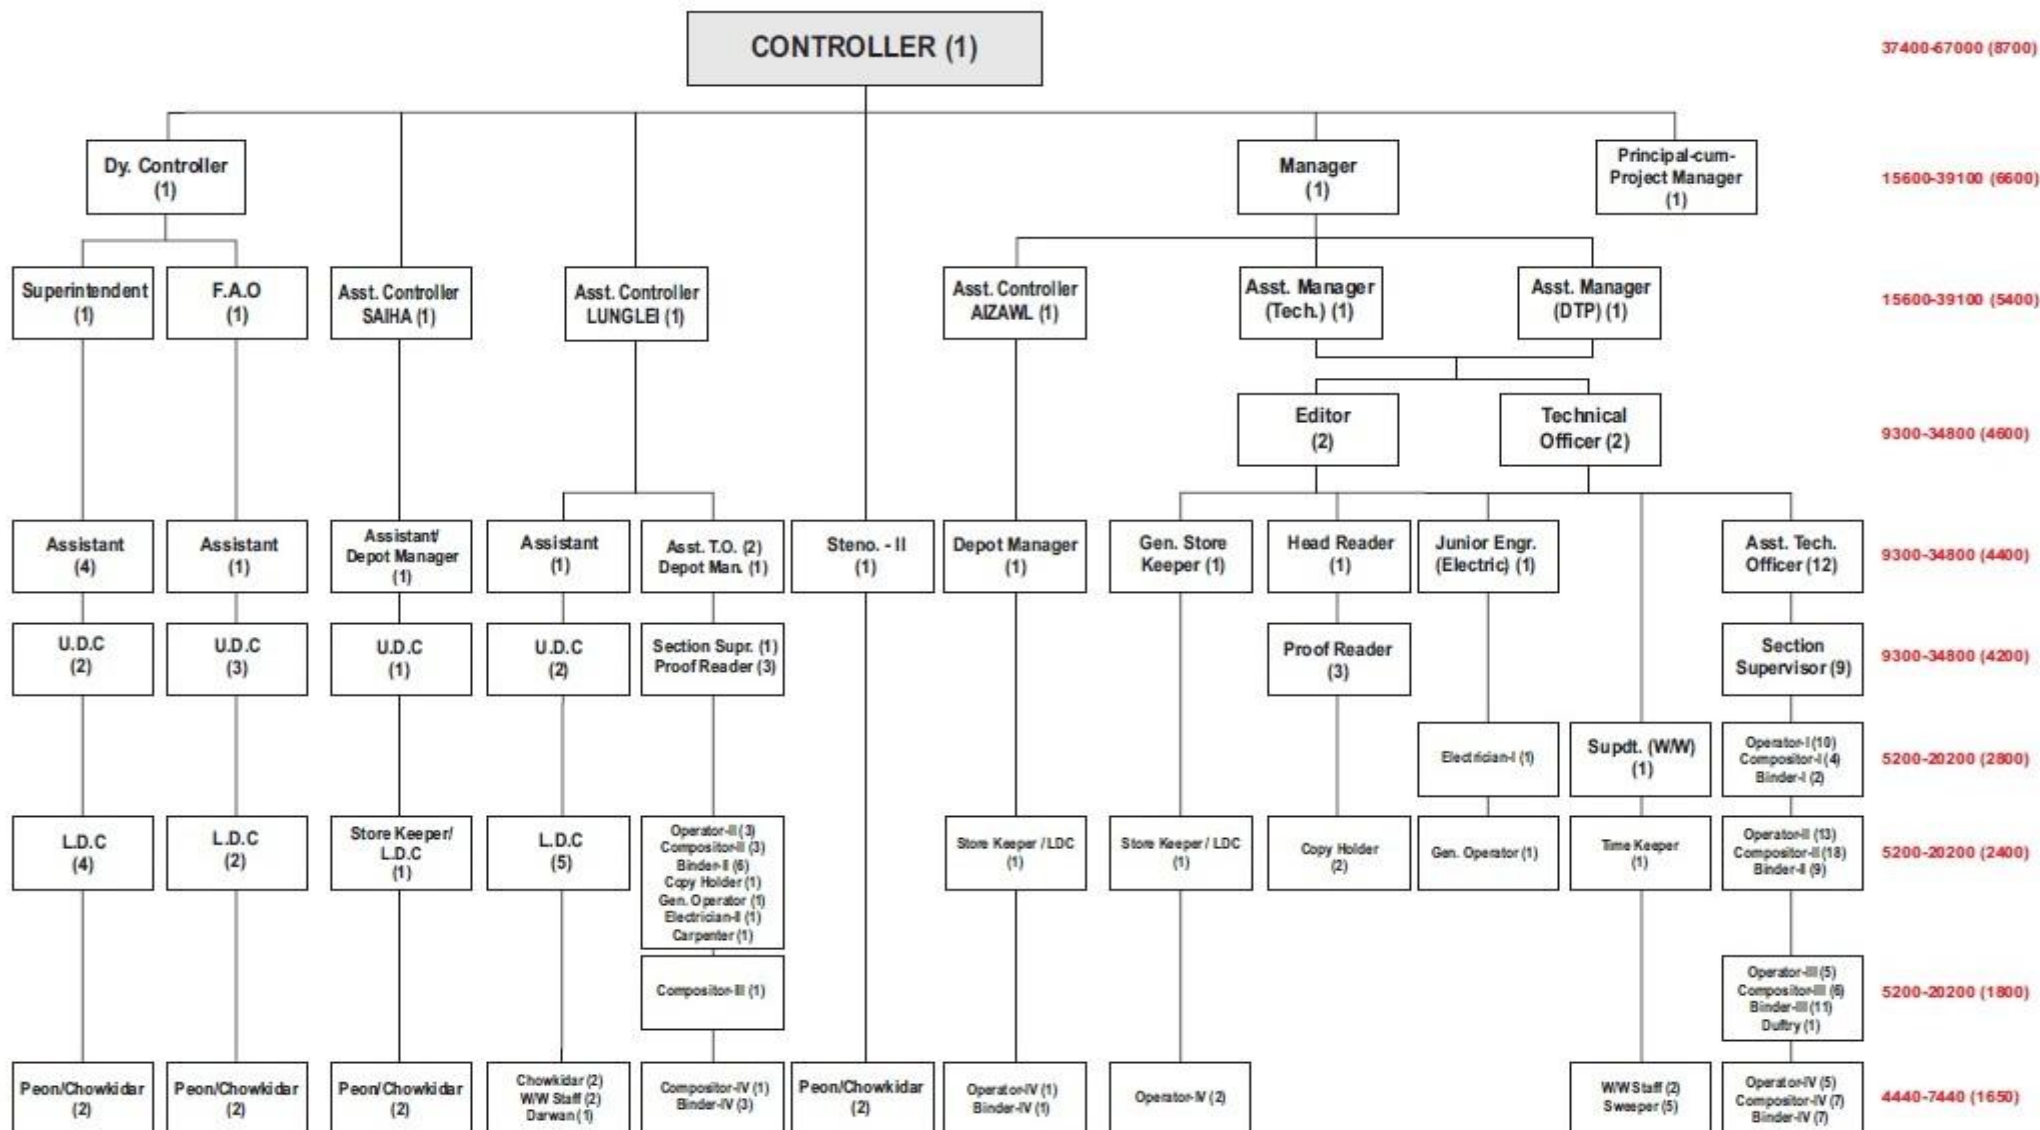 CONTROLLER (1)
37400-67000 (8700)
Dy. Controller
(1)
Manager
(1)
Principal-cum-
Project Manager
(1)
15600-39100 (6600)
Superintendent
(1)
F.A.O
(1)
Asst. Controller
SAIHA (1)
Asst. Controller
LUNGLEI (1)
Asst. Controller
AIZAWL (1)
Asst. Manager
(Tech.) (1)
Asst. Manager
(DTP) (1)
15600-39100 (5400)
Editor
(2)
Technical
Officer (2)
9300-34800 (4600)
Assistant
(4)
Assistant
(1)
Assistant/
Depot Manager
(1)
Assistant
(1)
Asst. T.O. (2)
Depot Man. (1)
Steno. - II
(1)
Depot Manager
(1)
Gen. Store
Keeper (1)
Head Reader
(1)
Junior Engr.
(Electric) (1)
Asst. Tech.
Officer (12)
9300-34800 (4400)
U.D.C
(2)
U.D.C
(3)
U.D.C
(1)
U.D.C
(2)
Section Supr. (1)
Proof Reader (3)
Proof Reader
(3)
Section
Supervisor (9)
9300-34800 (4200)
Electrician-I (1)
Supdt. (W/W)
(1)
Operator-I (10)
Compositor-I (4)
Binder-I (2)
5200-20200 (2800)
L.D.C
(4)
L.D.C
(2)
Store Keeper/
L.D.C
(1)
L.D.C
(5)
Operator-II (3)
Compositor-II (3)
Binder-II (6)
Copy Holder (1)
Gen. Operator (1)
Electrician-II (1)
Carpenter (1)
Store Keeper / LDC
(1)
Store Keeper / LDC
(1)
Copy Holder
(2)
Gen. Operator (1)
Time Keeper
(1)
Operator-II (13)
Compositor-II (18)
Binder-II (9)
5200-20200 (2400)
Compositor-III (1)
Operator-III (5)
Compositor-III (6)
Binder-III (11)
Duftry (1)
5200-20200 (1800)
Peon/Chowkidar
(2)
Peon/Chowkidar
(2)
Peon/Chowkidar
(2)
Chowkidar (2)
W/W Staff (2)
Darwan (1)
Compositor-IV (1)
Binder-IV (3)
Peon/Chowkidar
(2)
Operator-IV (1)
Binder-IV (1)
Operator-IV (2)
W/W Staff (2)
Sweeper (5)
Operator-IV (5)
Compositor-IV (7)
Binder-IV (7)
4440-7440 (1650)